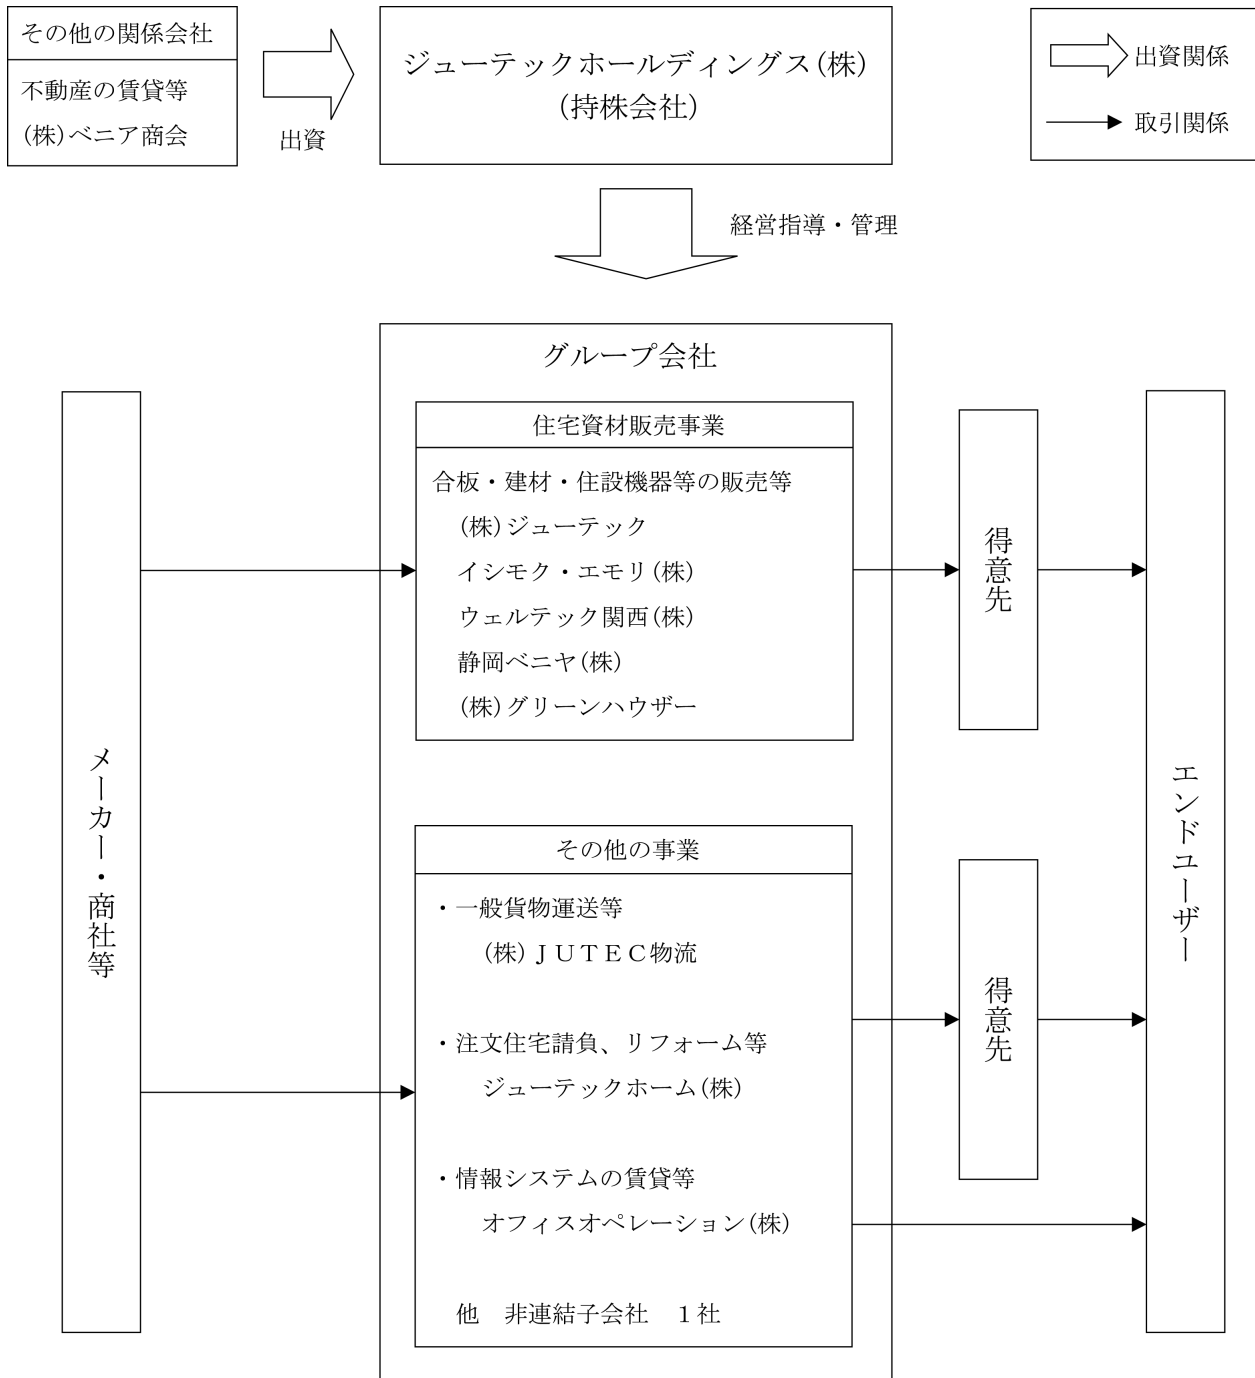 その他の関係会社
不動産の賃貸等
(株)ベニア商会
出資
ジューテックホールディングス(株)
(持株会社)
出資関係
取引関係
経営指導・管理
グループ会社
住宅資材販売事業
合板・建材・住設機器等の販売等
(株)ジューテック
イシモク・エモリ(株)
ウェルテック関西(株)
静岡ベニヤ(株)
(株)グリーンハウザー
その他の事業
・一般貨物運送等
(株)ＪＵＴＥＣ物流
・注文住宅請負、リフォーム等
ジューテックホーム(株)
・情報システムの賃貸等
オフィスオペレーション(株)
他　非連結子会社　１社
メーカー・商社等
得意先
得意先
エンドユーザー